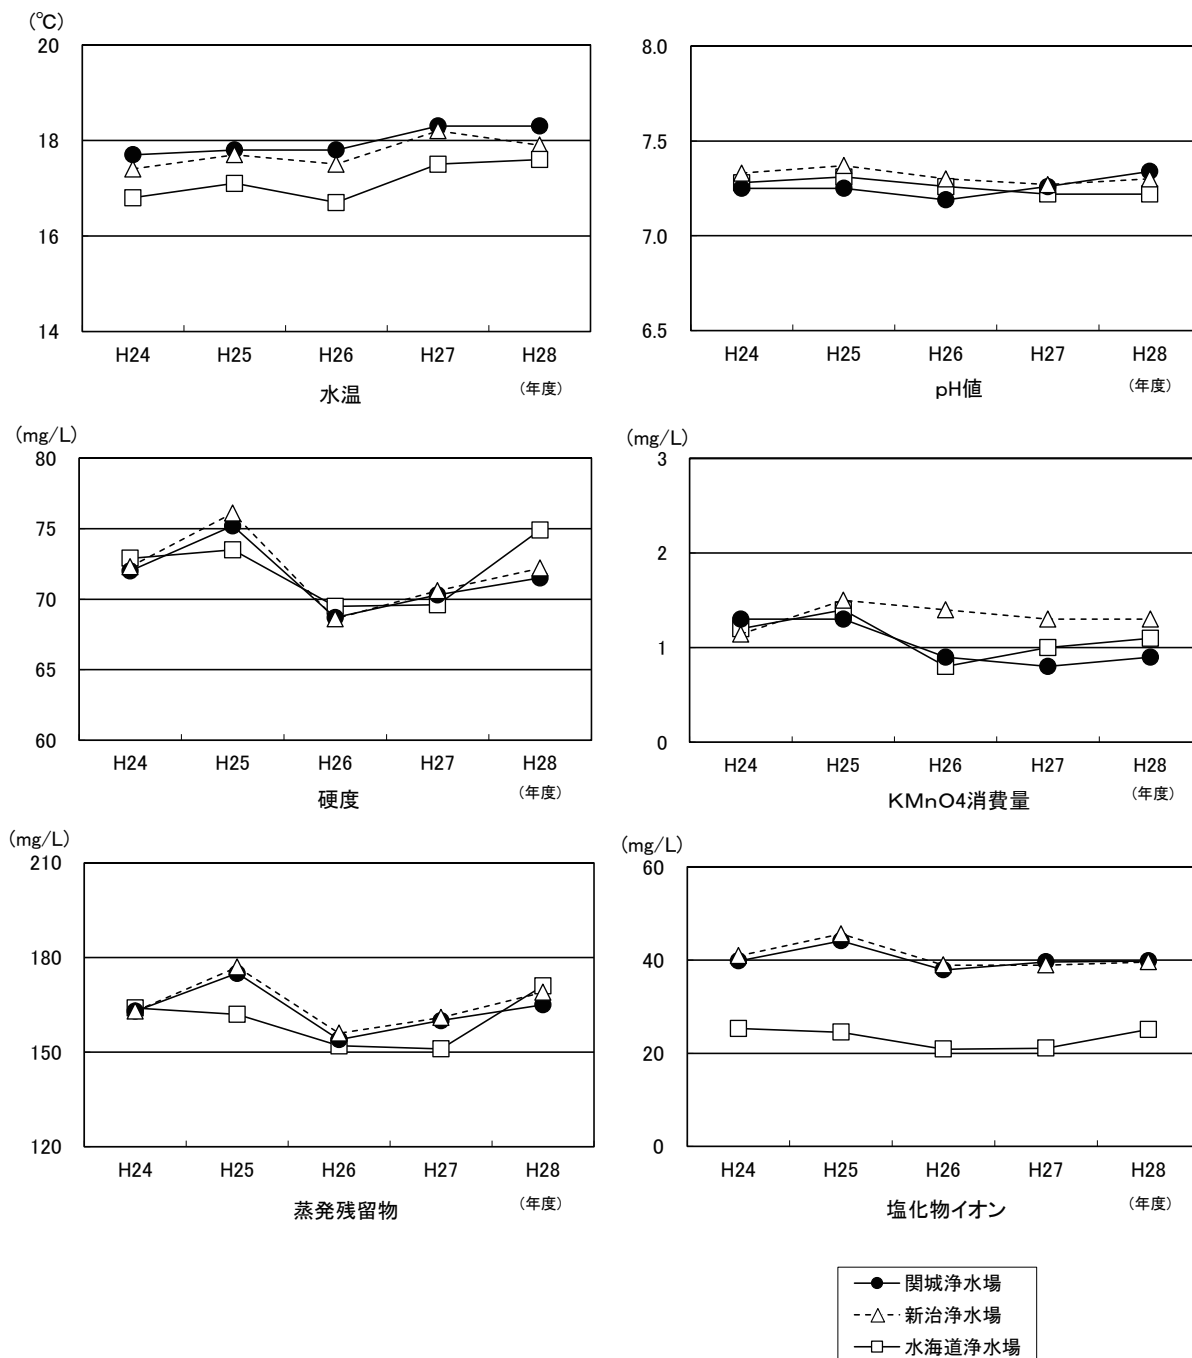 (℃)
20
18
16
14
H24 H25 H26 H27 H28
水温
(年度)
8.0
7.5
7.0
6.5
H24 H25 H26 H27 H28
pH値
(年度)
(mg/L)
80
75
70
65
60
H24 H25 H26 H27 H28
硬度
(年度)
(mg/L)
3
2
1
0
H24 H25 H26 H27 H28
KMnO4消費量
(年度)
(mg/L)
210
180
150
120
H24 H25 H26 H27 H28
蒸発残留物
(年度)
(mg/L)
60
40
20
0
H24 H25 H26 H27 H28
塩化物イオン
(年度)
関城浄水場
新治浄水場
水海道浄水場